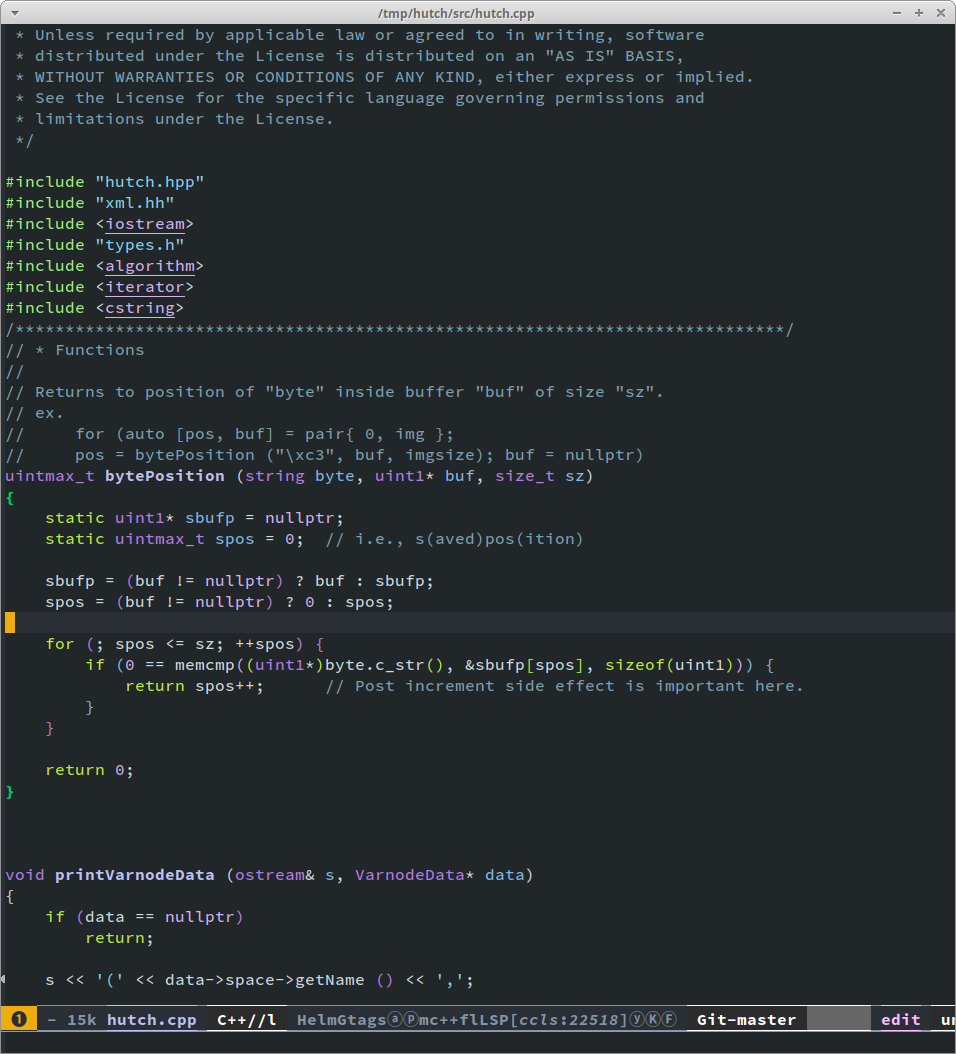 /tmp/hutch/src/hutch.cpp
 * Unless required by applicable law or agreed to in writing, software
 * distributed under the License is distributed on an "AS IS" BASIS,
 * WITHOUT WARRANTIES OR CONDITIONS OF ANY KIND, either express or implied.
 * See the License for the specific language governing permissions and
 * limitations under the License.
 */

#include "hutch.hpp"
#include "xml.hh"
#include <iostream>
#include "types.h"
#include <algorithm>
#include <iterator>
#include <cstring>
/*****************************************************************************/
// * Functions
//
// Returns to position of "byte" inside buffer "buf" of size "sz".
// ex.
//     for (auto [pos, buf] = pair{ 0, img };
//     pos = bytePosition ("\xc3", buf, imgsize); buf = nullptr)
uintmax_t bytePosition (string byte, uint1* buf, size_t sz)
{
    static uint1* sbufp = nullptr;
    static uintmax_t spos = 0;  // i.e., s(aved)pos(ition)

    sbufp = (buf != nullptr) ? buf : sbufp;
    spos = (buf != nullptr) ? 0 : spos;

    for (; spos <= sz; ++spos) {
        if (0 == memcmp((uint1*)byte.c_str(), &sbufp[spos], sizeof(uint1))) {
            return spos++;      // Post increment side effect is important here.
        }
    }

    return 0;
}

void printVarnodeData (ostream& s, VarnodeData* data)
{
    if (data == nullptr)
        return;

    s << '(' << data->space->getName () << ',';
❶ - 15k hutch.cpp C++//l HelmGtagsⓐⓟmc++flLSP[ccls:22518]ⓨⓀⒻ Git-master edit